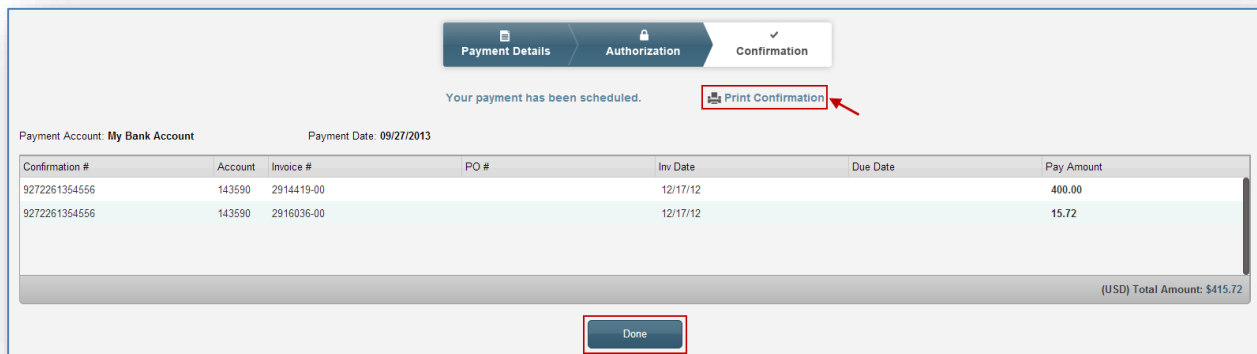 Payment Details Authorization Confirmation
Your payment has been scheduled. Print Confirmation
Payment Account: My Bank Account Payment Date: 09/27/2013
Confirmation # Account Invoice # PO # Inv Date Due Date Pay Amount
9272261354556 143590 2914419-00 12/17/12 400.00
9272261354556 143590 2916036-00 12/17/12 15.72
(USD) Total Amount: $415.72
Done